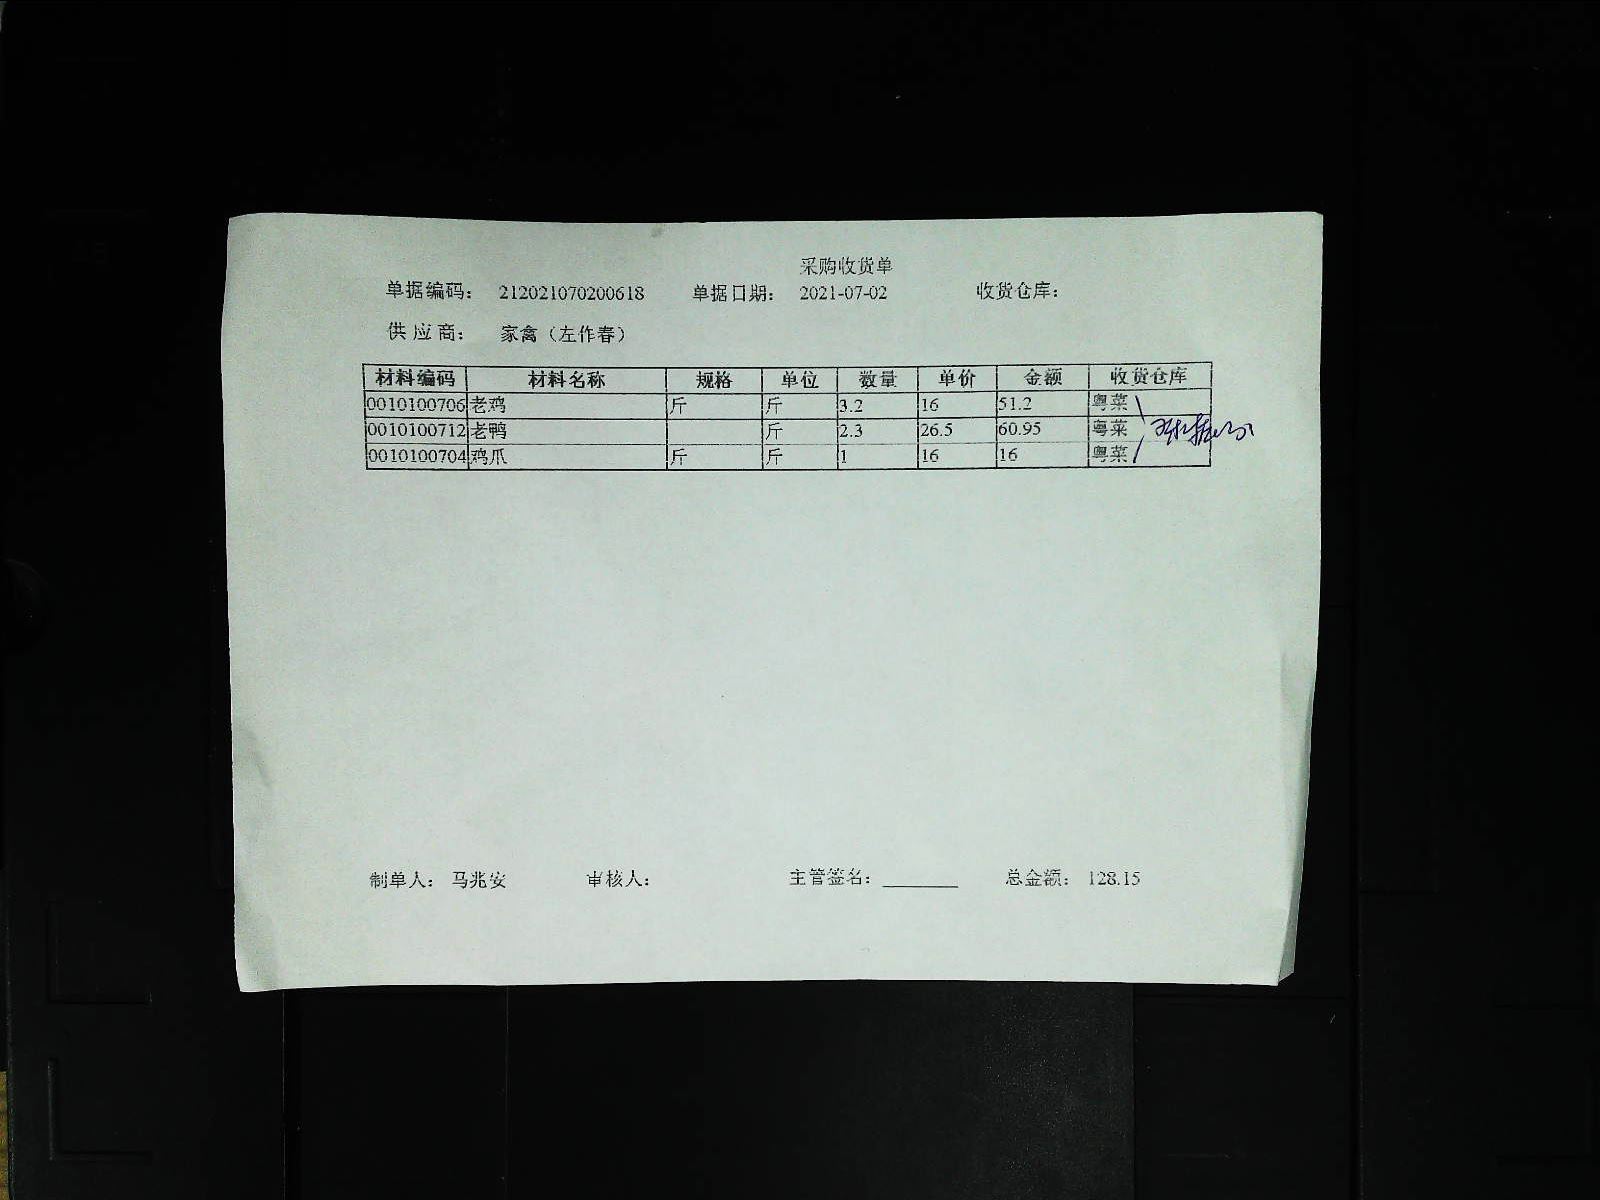 采购收货单
单据编码： 212021070200618 单据日期： 2021-07-02 收货仓库：
供 应 商： 家禽（左作春）
材料编码 材料名称 规格 单位 数量 单价 金额 收货仓库
0010100706 老鸡 斤 斤 3.2 16 51.2 粤菜
0010100712 老鸭 斤 2.3 26.5 60.95 粤菜
0010100704 鸡爪 斤 斤 1 16 16 粤菜
制单人： 马兆安 审核人： 主管签名： 总金额： 128.15